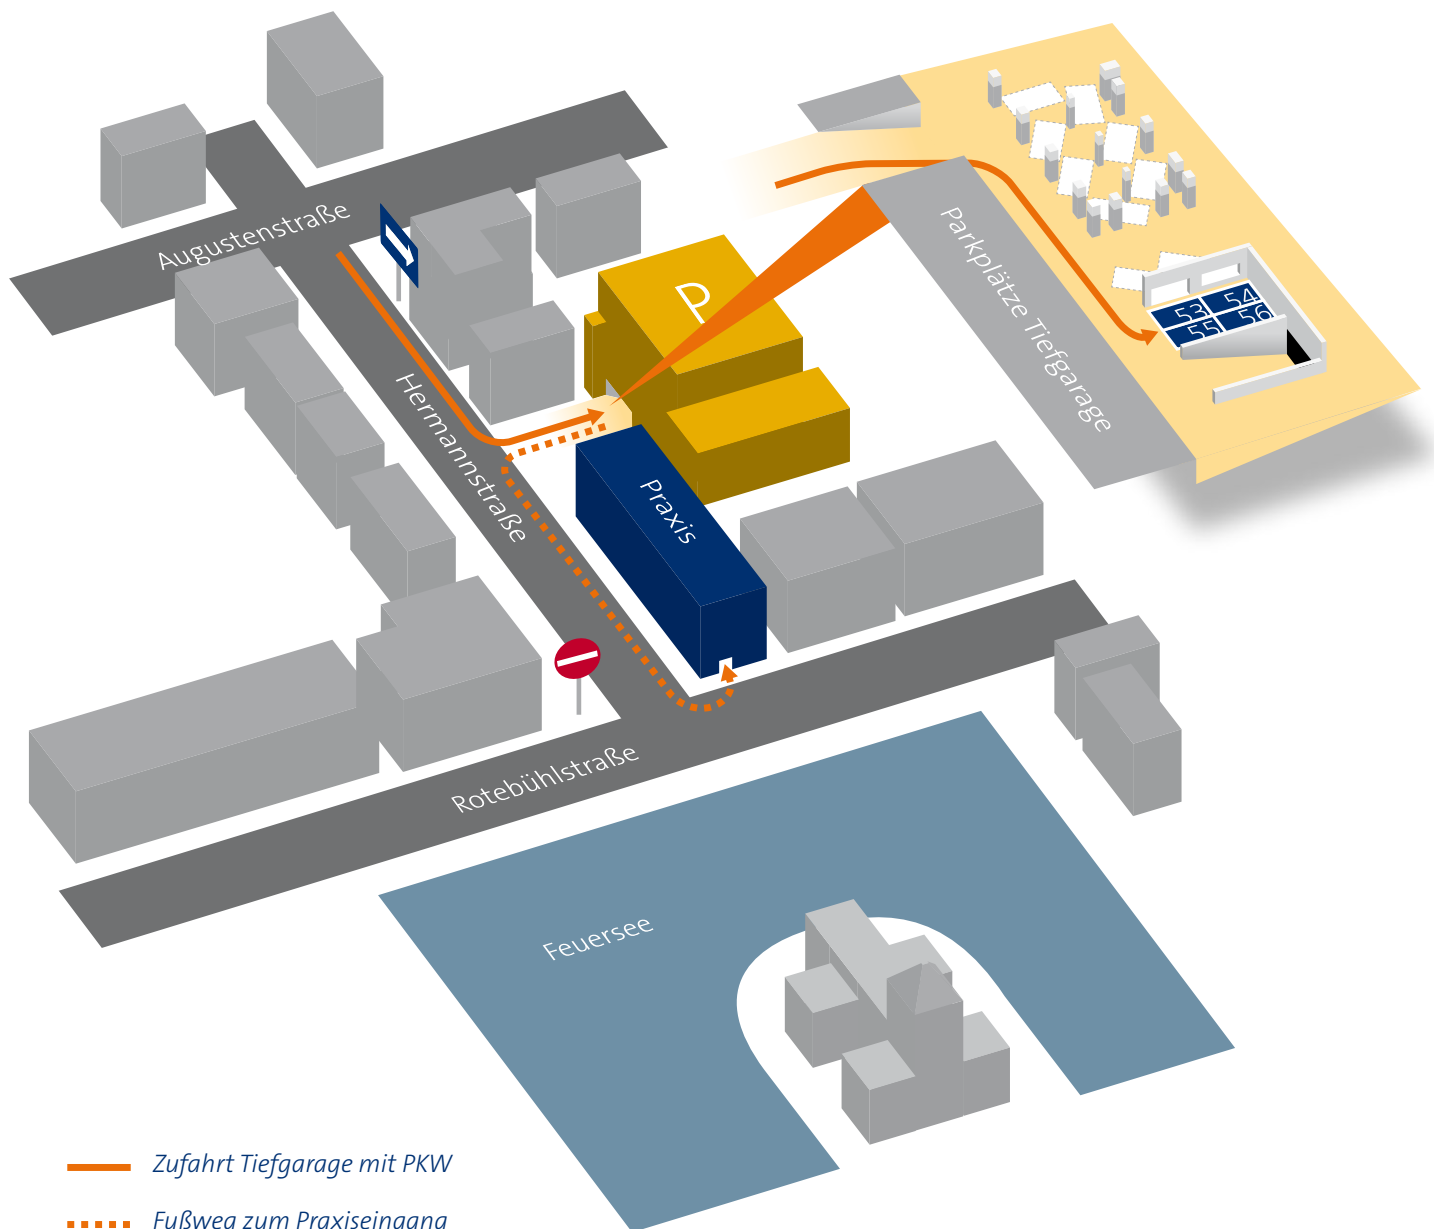 Augustenstraße
Hermannstraße
P
Praxis
Parkplätze Tiefgarage
53
54
55
56
Rotebühlstraße
Feuersee
Zufahrt Tiefgarage mit PKW
Fußweg zum Praxiseingang